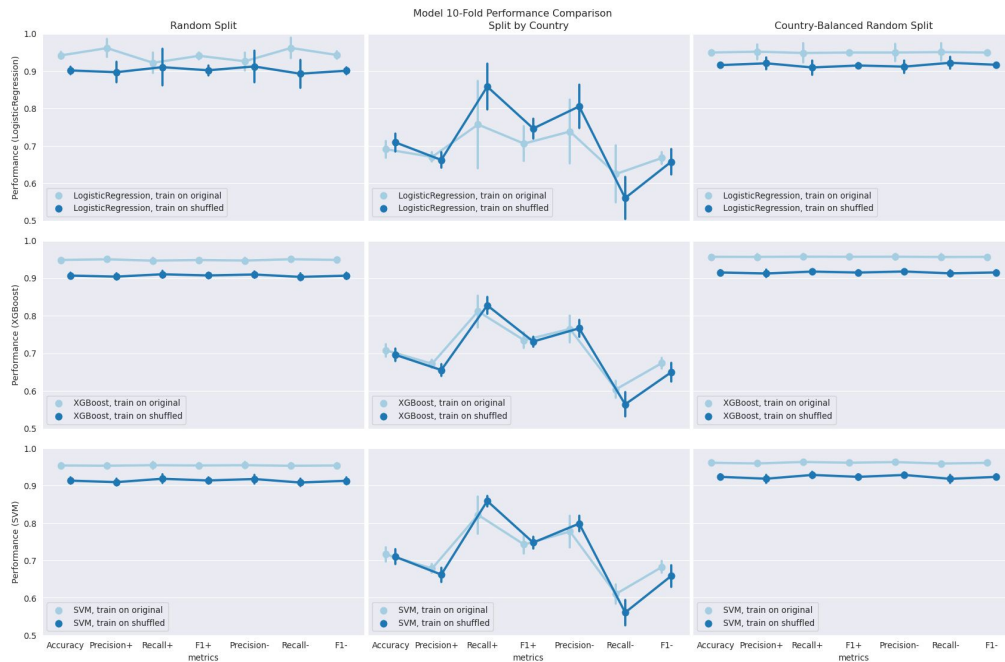 Model 10-Fold Performance Comparison
Random Split
Split by Country
Country-Balanced Random Split
Performance (LogisticRegression)
1.0
0.9
0.8
0.7
0.6
0.5
LogisticRegression, train on original
LogisticRegression, train on shuffled
LogisticRegression, train on original
LogisticRegression, train on shuffled
LogisticRegression, train on original
LogisticRegression, train on shuffled
Performance (XGBoost)
1.0
0.9
0.8
0.7
0.6
0.5
XGBoost, train on original
XGBoost, train on shuffled
XGBoost, train on original
XGBoost, train on shuffled
XGBoost, train on original
XGBoost, train on shuffled
Performance (SVM)
1.0
0.9
0.8
0.7
0.6
0.5
SVM, train on original
SVM, train on shuffled
SVM, train on original
SVM, train on shuffled
SVM, train on original
SVM, train on shuffled
Accuracy Precision+ Recall+ F1+ Precision- Recall- F1-
metrics
Accuracy Precision+ Recall+ F1+ Precision- Recall- F1-
metrics
Accuracy Precision+ Recall+ F1+ Precision- Recall- F1-
metrics